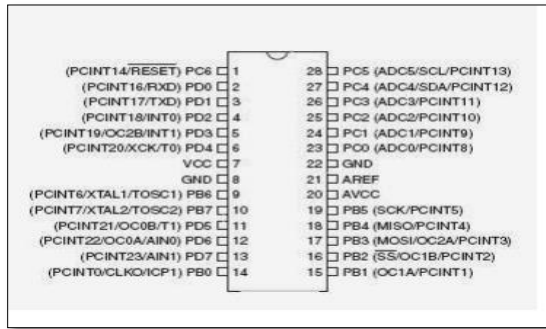 (PCINT14/RESET) PC6 1 28 PC5 (ADC5/SCL/PCINT13)
(PCINT16/RXD) PD0 2 27 PC4 (ADC4/SDA/PCINT12)
(PCINT17/TXD) PD1 3 26 PC3 (ADC3/PCINT11)
(PCINT18/INT0) PD2 4 25 PC2 (ADC2/PCINT10)
(PCINT19/OC2B/INT1) PD3 5 24 PC1 (ADC1/PCINT9)
(PCINT20/XCK/T0) PD4 6 23 PC0 (ADC0/PCINT8)
VCC 7 22 GND
GND 8 21 AREF
(PCINT6/XTAL1/TOSC1) PB6 9 20 AVCC
(PCINT7/XTAL2/TOSC2) PB7 10 19 PB5 (SCK/PCINT5)
(PCINT21/OC0B/T1) PD5 11 18 PB4 (MISO/PCINT4)
(PCINT22/OC0A/AIN0) PD6 12 17 PB3 (MOSI/OC2A/PCINT3)
(PCINT23/AIN1) PD7 13 16 PB2 (SS/OC1B/PCINT2)
(PCINT0/CLKO/ICP1) PB0 14 15 PB1 (OC1A/PCINT1)